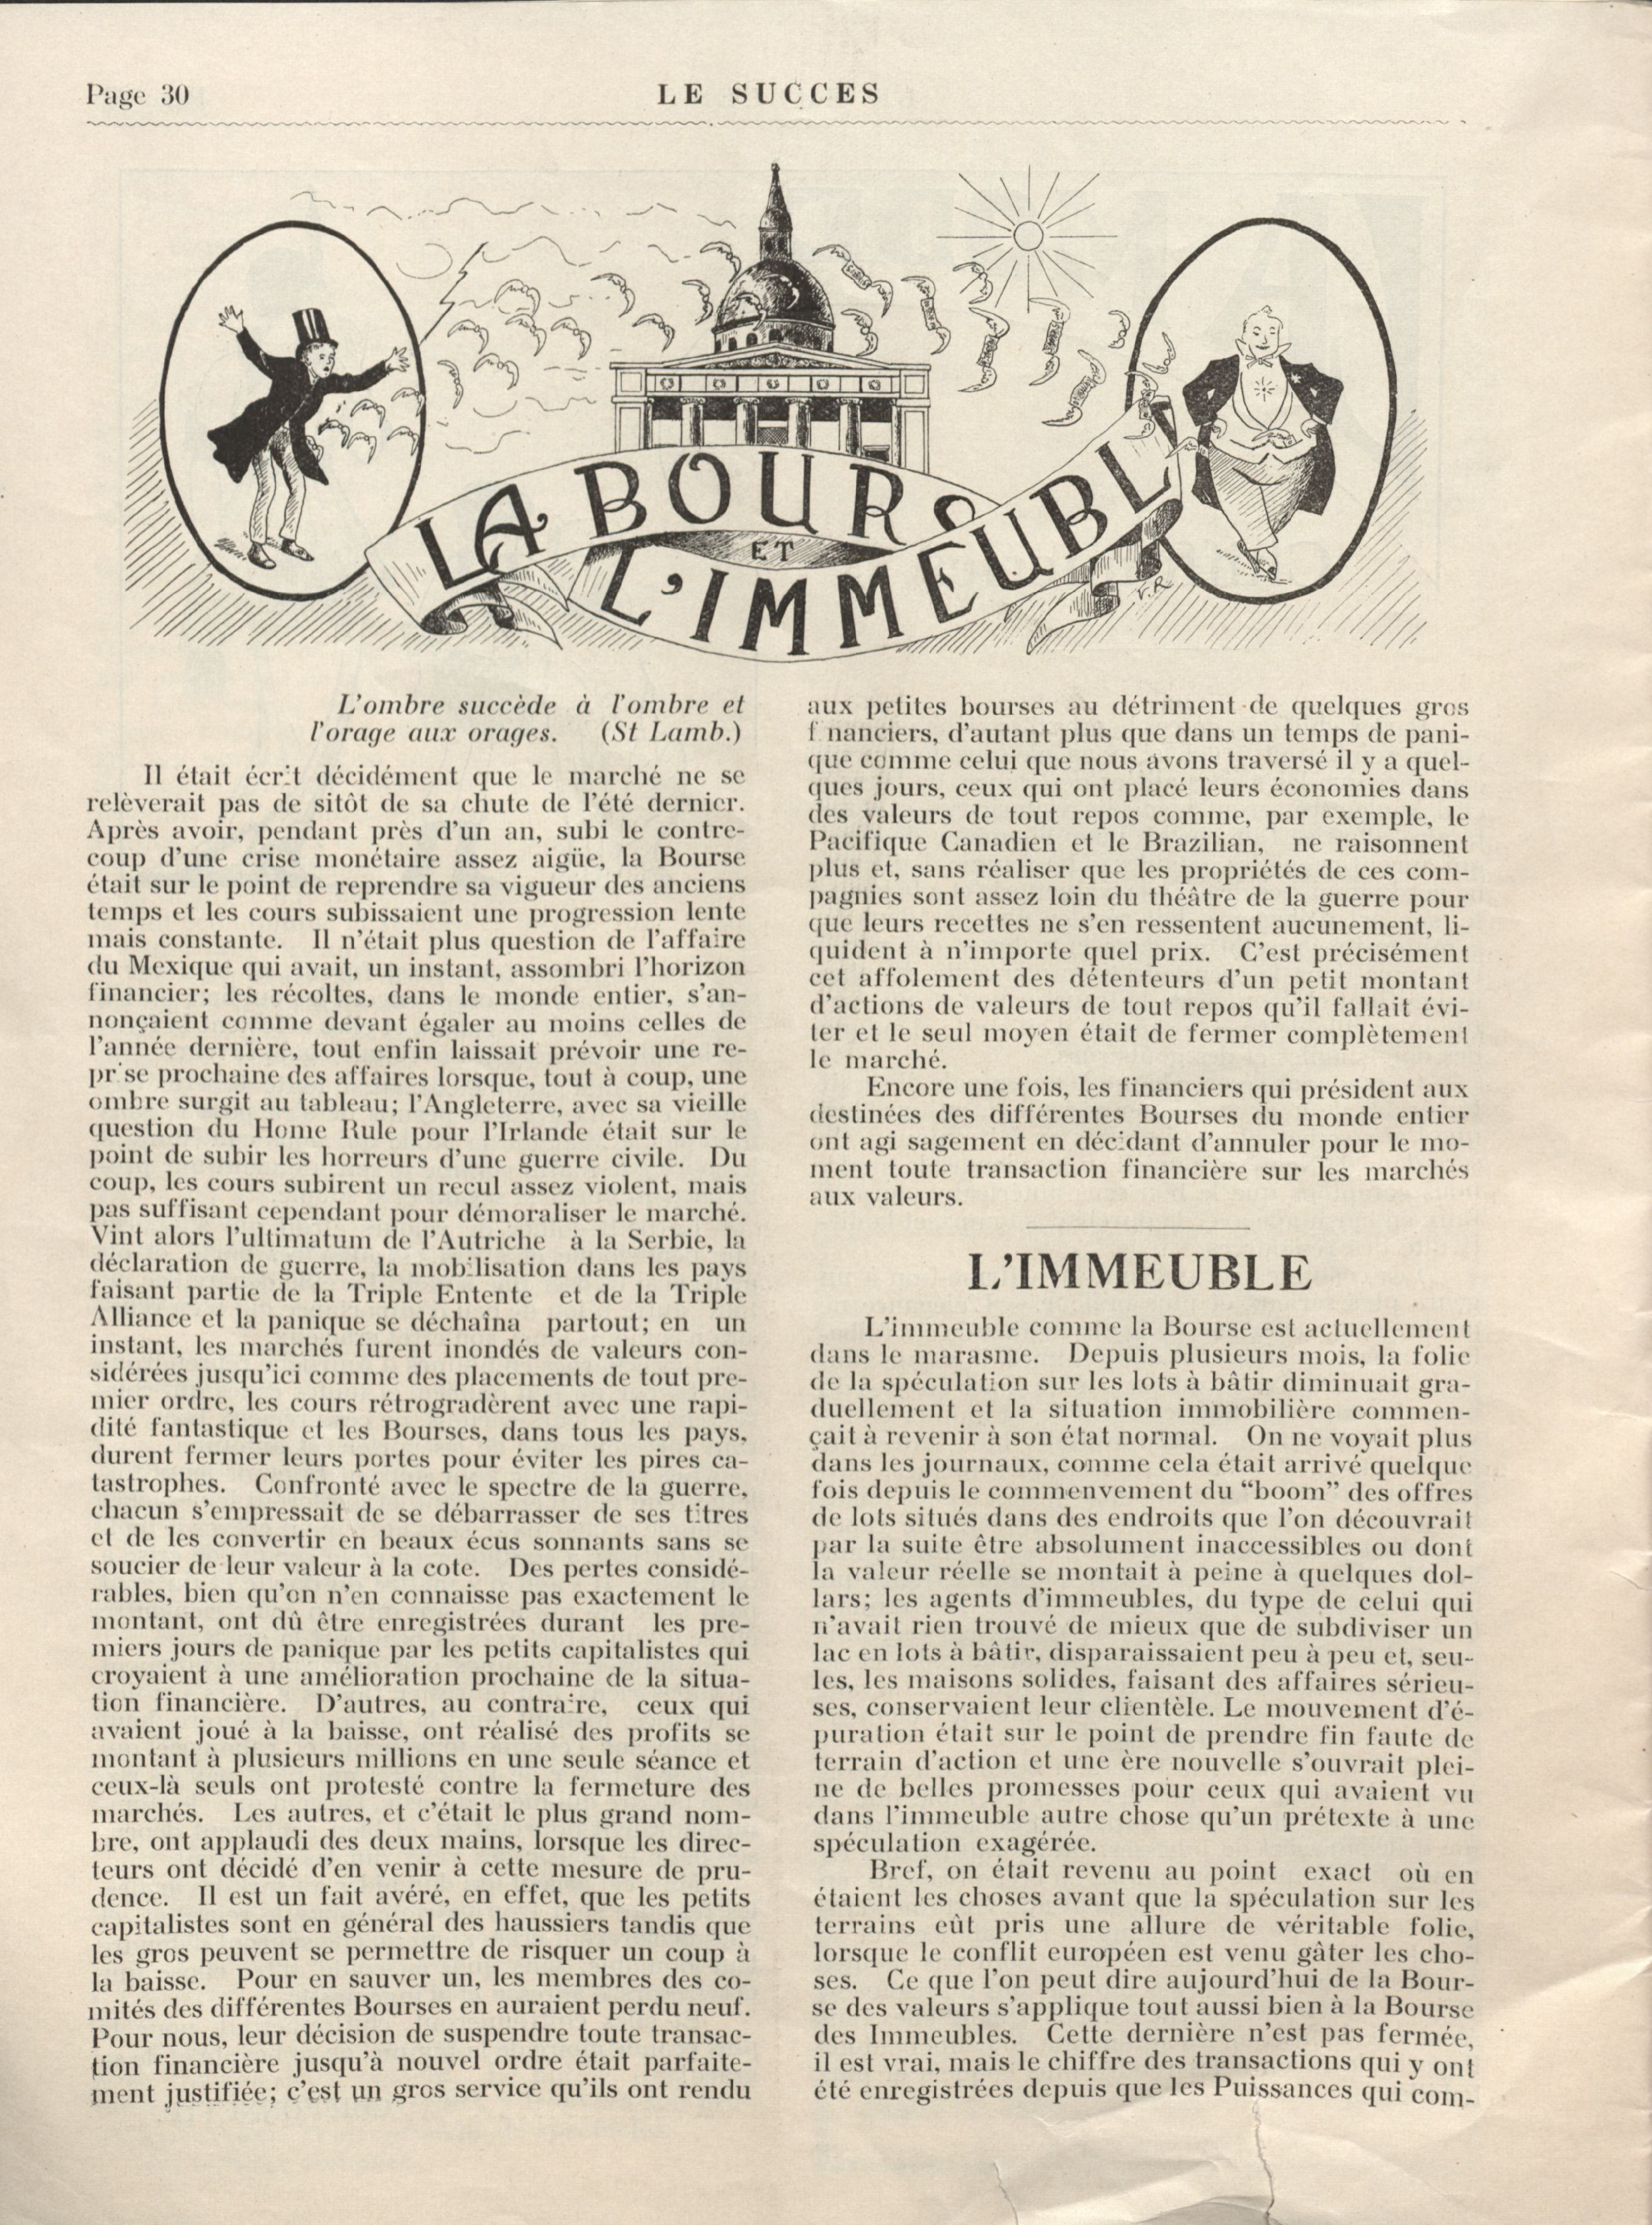 Page 30
LE SUCCES
LA BOURS
ET
L'IMMEUBL
F.R
L'ombre succède à l'ombre et
l'orage aux orages. (St Lamb.)
Il était écrit décidément que le marché ne se
relèverait pas de sitôt de sa chute de l'été dernier.
Après avoir, pendant près d'un an, subi le contre-
coup d'une crise monétaire assez aigüe, la Bourse
était sur le point de reprendre sa vigueur des anciens
temps et les cours subissaient une progression lente
mais constante. Il n'était plus question de l'affaire
du Mexique qui avait, un instant, assombri l'horizon
financier; les récoltes, dans le monde entier, s'an-
nonçaient comme devant égaler au moins celles de
l'année dernière, tout enfin laissait prévoir une re-
prise prochaine des affaires lorsque, tout à coup, une
ombre surgit au tableau; l'Angleterre, avec sa vieille
question du Home Rule pour l'Irlande était sur le
point de subir les horreurs d'une guerre civile. Du
coup, les cours subirent un recul assez violent, mais
pas suffisant cependant pour démoraliser le marché.
Vint alors l'ultimatum de l'Autriche à la Serbie, la
déclaration de guerre, la mobilisation dans les pays
faisant partie de la Triple Entente et de la Triple
Alliance et la panique se déchaîna partout; en un
instant, les marchés furent inondés de valeurs con-
sidérées jusqu'ici comme des placements de tout pre-
mier ordre, les cours rétrogradèrent avec une rapi-
dité fantastique et les Bourses, dans tous les pays,
durent fermer leurs portes pour éviter les pires ca-
tastrophes. Confronté avec le spectre de la guerre,
chacun s'empressait de se débarrasser de ses titres
et de les convertir en beaux écus sonnants sans se
soucier de leur valeur à la cote. Des pertes considé-
rables, bien qu'on n'en connaisse pas exactement le
montant, ont dû être enregistrées durant les pre-
miers jours de panique par les petits capitalistes qui
croyaient à une amélioration prochaine de la situa-
tion financière. D'autres, au contraire, ceux qui
avaient joué à la baisse, ont réalisé des profits se
montant à plusieurs millions en une seule séance et
ceux-là seuls ont protesté contre la fermeture des
marchés. Les autres, et c'était le plus grand nom-
bre, ont applaudi des deux mains, lorsque les direc-
teurs ont décidé d'en venir à cette mesure de pru-
dence. Il est un fait avéré, en effet, que les petits
capitalistes sont en général des haussiers tandis que
les gros peuvent se permettre de risquer un coup à
la baisse. Pour en sauver un, les membres des co-
mités des différentes Bourses en auraient perdu neuf.
Pour nous, leur décision de suspendre toute transac-
tion financière jusqu'à nouvel ordre était parfaite-
ment justifiée; c'est un gros service qu'ils ont rendu
aux petites bourses au détriment de quelques gros
f nanciers, d'autant plus que dans un temps de pani-
que comme celui que nous avons traversé il y a quel-
ques jours, ceux qui ont placé leurs économies dans
des valeurs de tout repos comme, par exemple, le
Pacifique Canadien et le Brazilian, ne raisonnent
plus et, sans réaliser que les propriétés de ces com-
pagnies sont assez loin du théâtre de la guerre pour
que leurs recettes ne s'en ressentent aucunement, li-
quident à n'importe quel prix. C'est précisément
cet affolement des détenteurs d'un petit montant
d'actions de valeurs de tout repos qu'il fallait évi-
ter et le seul moyen était de fermer complètement
le marché.
Encore une fois, les financiers qui président aux
destinées des différentes Bourses du monde entier
ont agi sagement en décidant d'annuler pour le mo-
ment toute transaction financière sur les marchés
aux valeurs.
L'IMMEUBLE
L'immeuble comme la Bourse est actuellement
dans le marasme. Depuis plusieurs mois, la folie
de la spéculation sur les lots à bâtir diminuait gra-
duellement et la situation immobilière commen-
çait à revenir à son état normal. On ne voyait plus
dans les journaux, comme cela était arrivé quelque
fois depuis le commenvement du “boom” des offres
de lots situés dans des endroits que l'on découvrait
par la suite être absolument inaccessibles ou dont
la valeur réelle se montait à peine à quelques dol-
lars; les agents d'immeubles, du type de celui qui
n'avait rien trouvé de mieux que de subdiviser un
lac en lots à bâtir, disparaissaient peu à peu et, seu-
les, les maisons solides, faisant des affaires sérieu-
ses, conservaient leur clientèle. Le mouvement d'é-
puration était sur le point de prendre fin faute de
terrain d'action et une ère nouvelle s'ouvrait plei-
ne de belles promesses pour ceux qui avaient vu
dans l'immeuble autre chose qu'un prétexte à une
spéculation exagérée.
Bref, on était revenu au point exact où en
étaient les choses avant que la spéculation sur les
terrains eût pris une allure de véritable folie,
lorsque le conflit européen est venu gâter les cho-
ses. Ce que l'on peut dire aujourd'hui de la Bour-
se des valeurs s'applique tout aussi bien à la Bourse
des Immeubles. Cette dernière n'est pas fermée,
il est vrai, mais le chiffre des transactions qui y ont
été enregistrées depuis que les Puissances qui com-